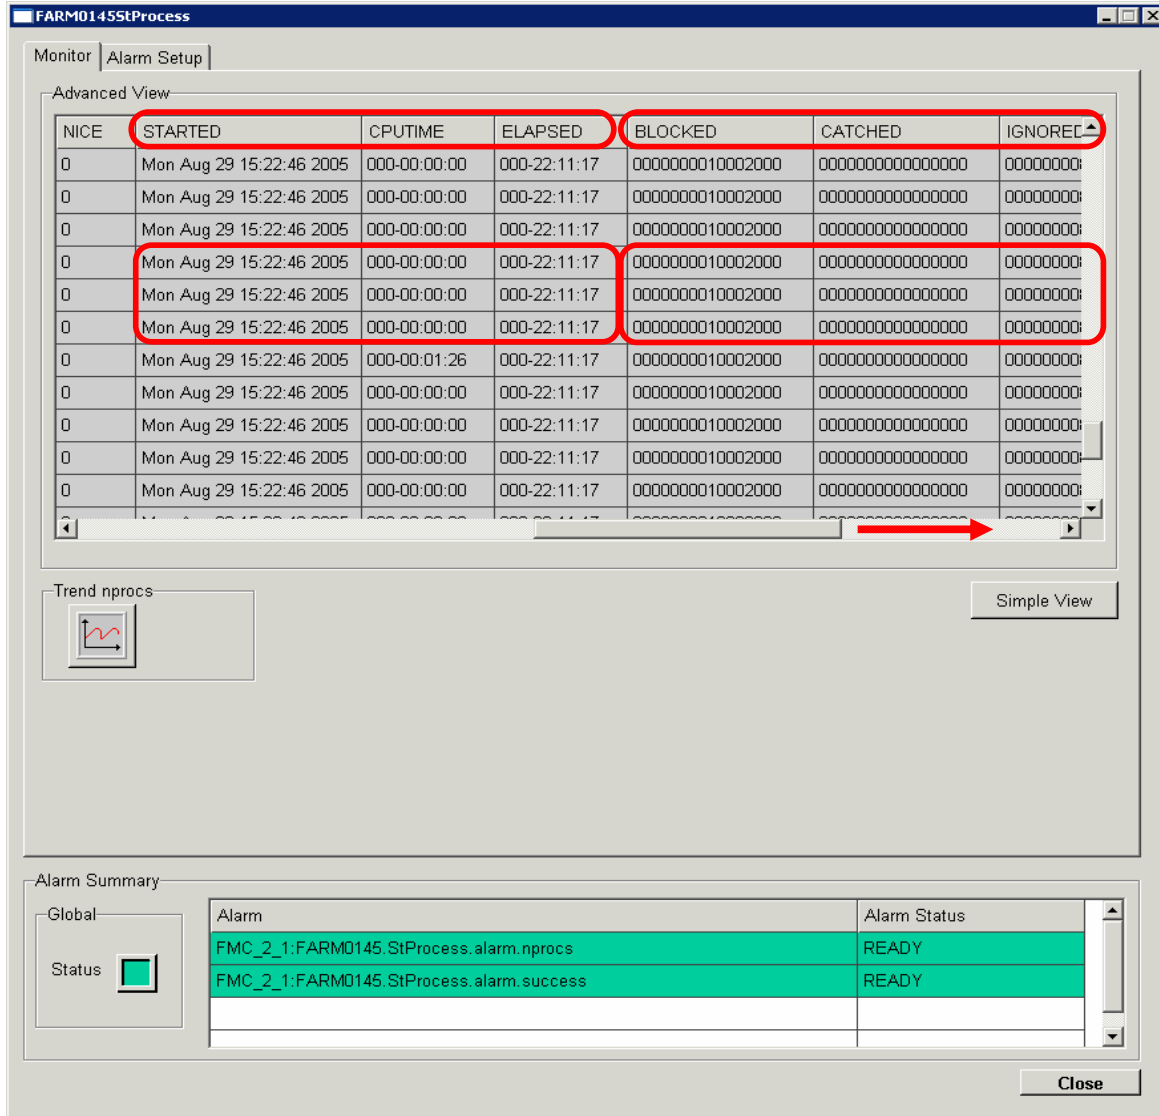 FARM0145StProcess
Monitor Alarm Setup
Advanced View
NICE STARTED CPUTIME ELAPSED BLOCKED CATCHED IGNORED
0 Mon Aug 29 15:22:46 2005 000-00:00:00 000-22:11:17 0000000010002000 0000000000000000 00000000
0 Mon Aug 29 15:22:46 2005 000-00:00:00 000-22:11:17 0000000010002000 0000000000000000 00000000
0 Mon Aug 29 15:22:46 2005 000-00:00:00 000-22:11:17 0000000010002000 0000000000000000 00000000
0 Mon Aug 29 15:22:46 2005 000-00:00:00 000-22:11:17 0000000010002000 0000000000000000 00000000
0 Mon Aug 29 15:22:46 2005 000-00:00:00 000-22:11:17 0000000010002000 0000000000000000 00000000
0 Mon Aug 29 15:22:46 2005 000-00:00:00 000-22:11:17 0000000010002000 0000000000000000 00000000
0 Mon Aug 29 15:22:46 2005 000-00:01:26 000-22:11:17 0000000010002000 0000000000000000 00000000
0 Mon Aug 29 15:22:46 2005 000-00:00:00 000-22:11:17 0000000010002000 0000000000000000 00000000
0 Mon Aug 29 15:22:46 2005 000-00:00:00 000-22:11:17 0000000010002000 0000000000000000 00000000
0 Mon Aug 29 15:22:46 2005 000-00:00:00 000-22:11:17 0000000010002000 0000000000000000 00000000
0 Mon Aug 29 15:22:46 2005 000-00:00:00 000-22:11:17 0000000010002000 0000000000000000 00000000
Trend nprocs
Simple View
Alarm Summary
Global
Status
Alarm Alarm Status
FMC_2_1:FARM0145.StProcess.alarm.nprocs READY
FMC_2_1:FARM0145.StProcess.alarm.success READY
Close